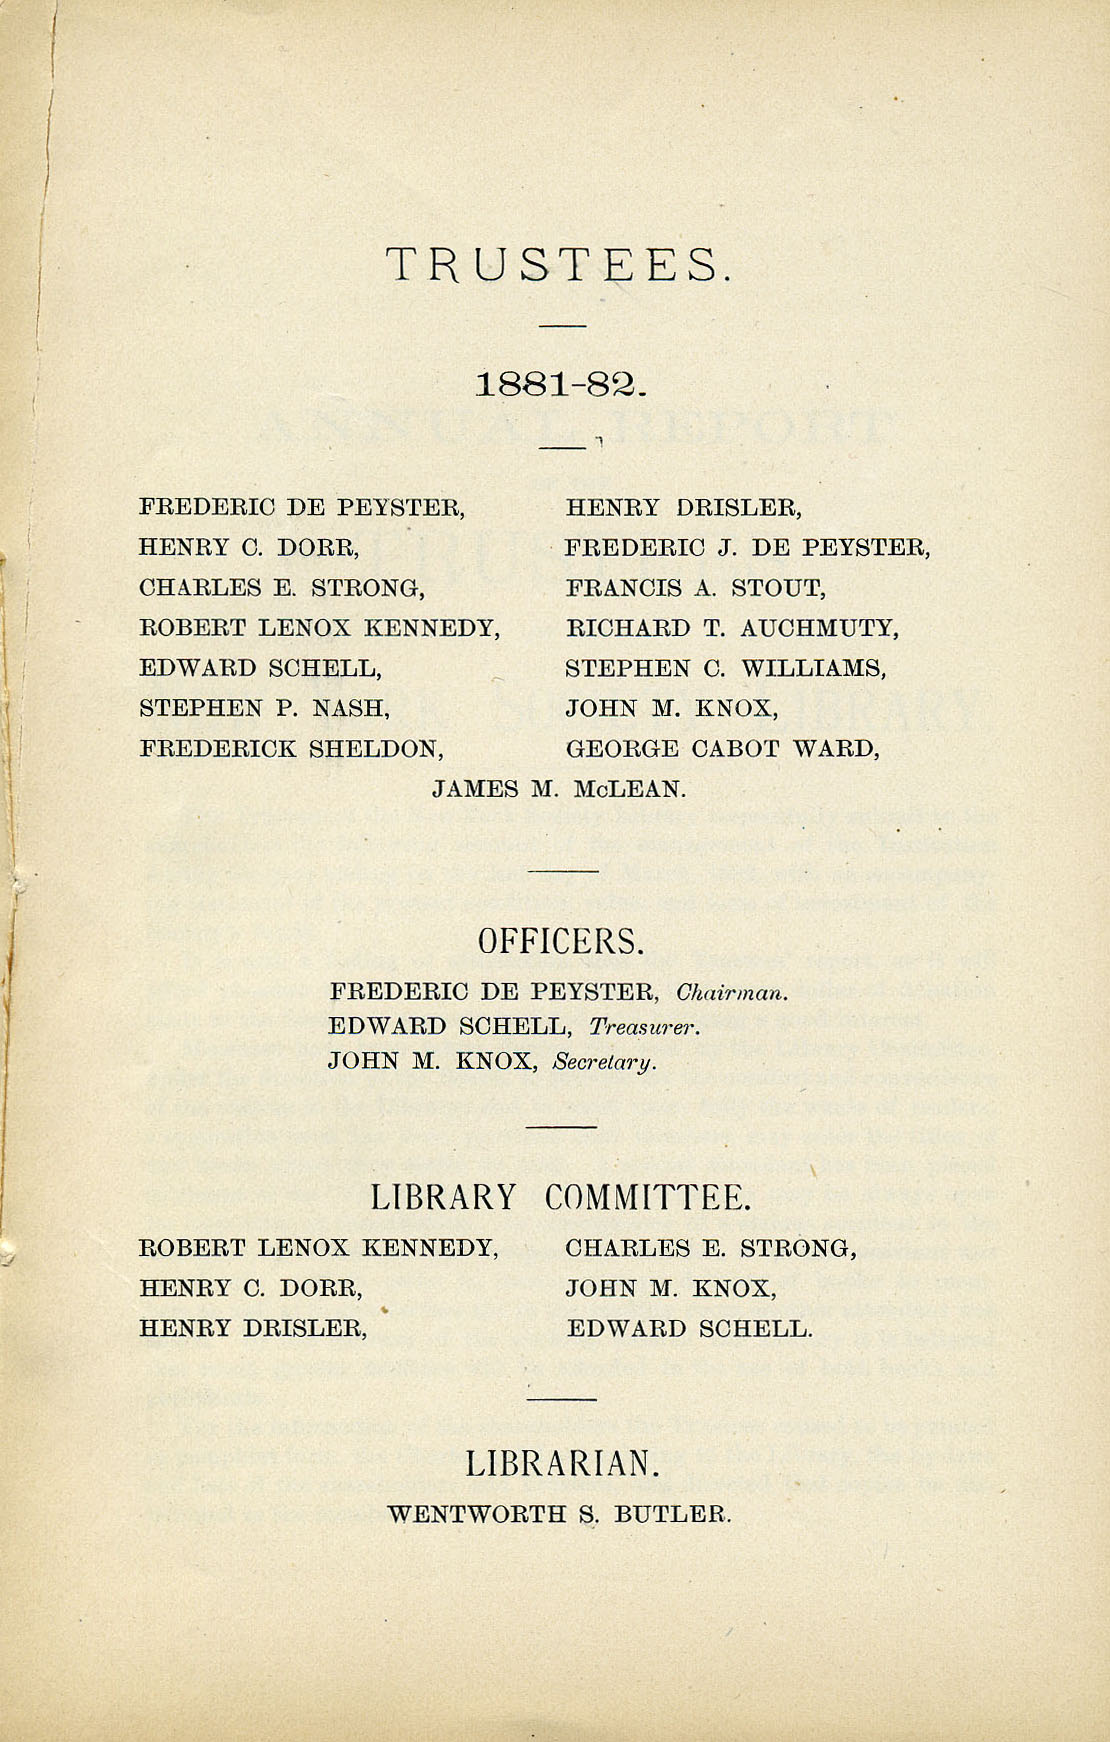 TRUSTEES.
1881-82.
FREDERIC DE PEYSTER, HENRY DRISLER,
HENRY C. DORR, FREDERIC J. DE PEYSTER,
CHARLES E. STRONG, FRANCIS A. STOUT,
ROBERT LENOX KENNEDY, RICHARD T. AUCHMUTY,
EDWARD SCHELL, STEPHEN C. WILLIAMS,
STEPHEN P. NASH, JOHN M. KNOX,
FREDERICK SHELDON, GEORGE CABOT WARD,
JAMES M. McLEAN.
OFFICERS.
FREDERIC DE PEYSTER, Chairman.
EDWARD SCHELL, Treasurer.
JOHN M. KNOX, Secretary.
LIBRARY COMMITTEE.
ROBERT LENOX KENNEDY, CHARLES E. STRONG,
HENRY C. DORR, JOHN M. KNOX,
HENRY DRISLER, EDWARD SCHELL.
LIBRARIAN.
WENTWORTH S. BUTLER.